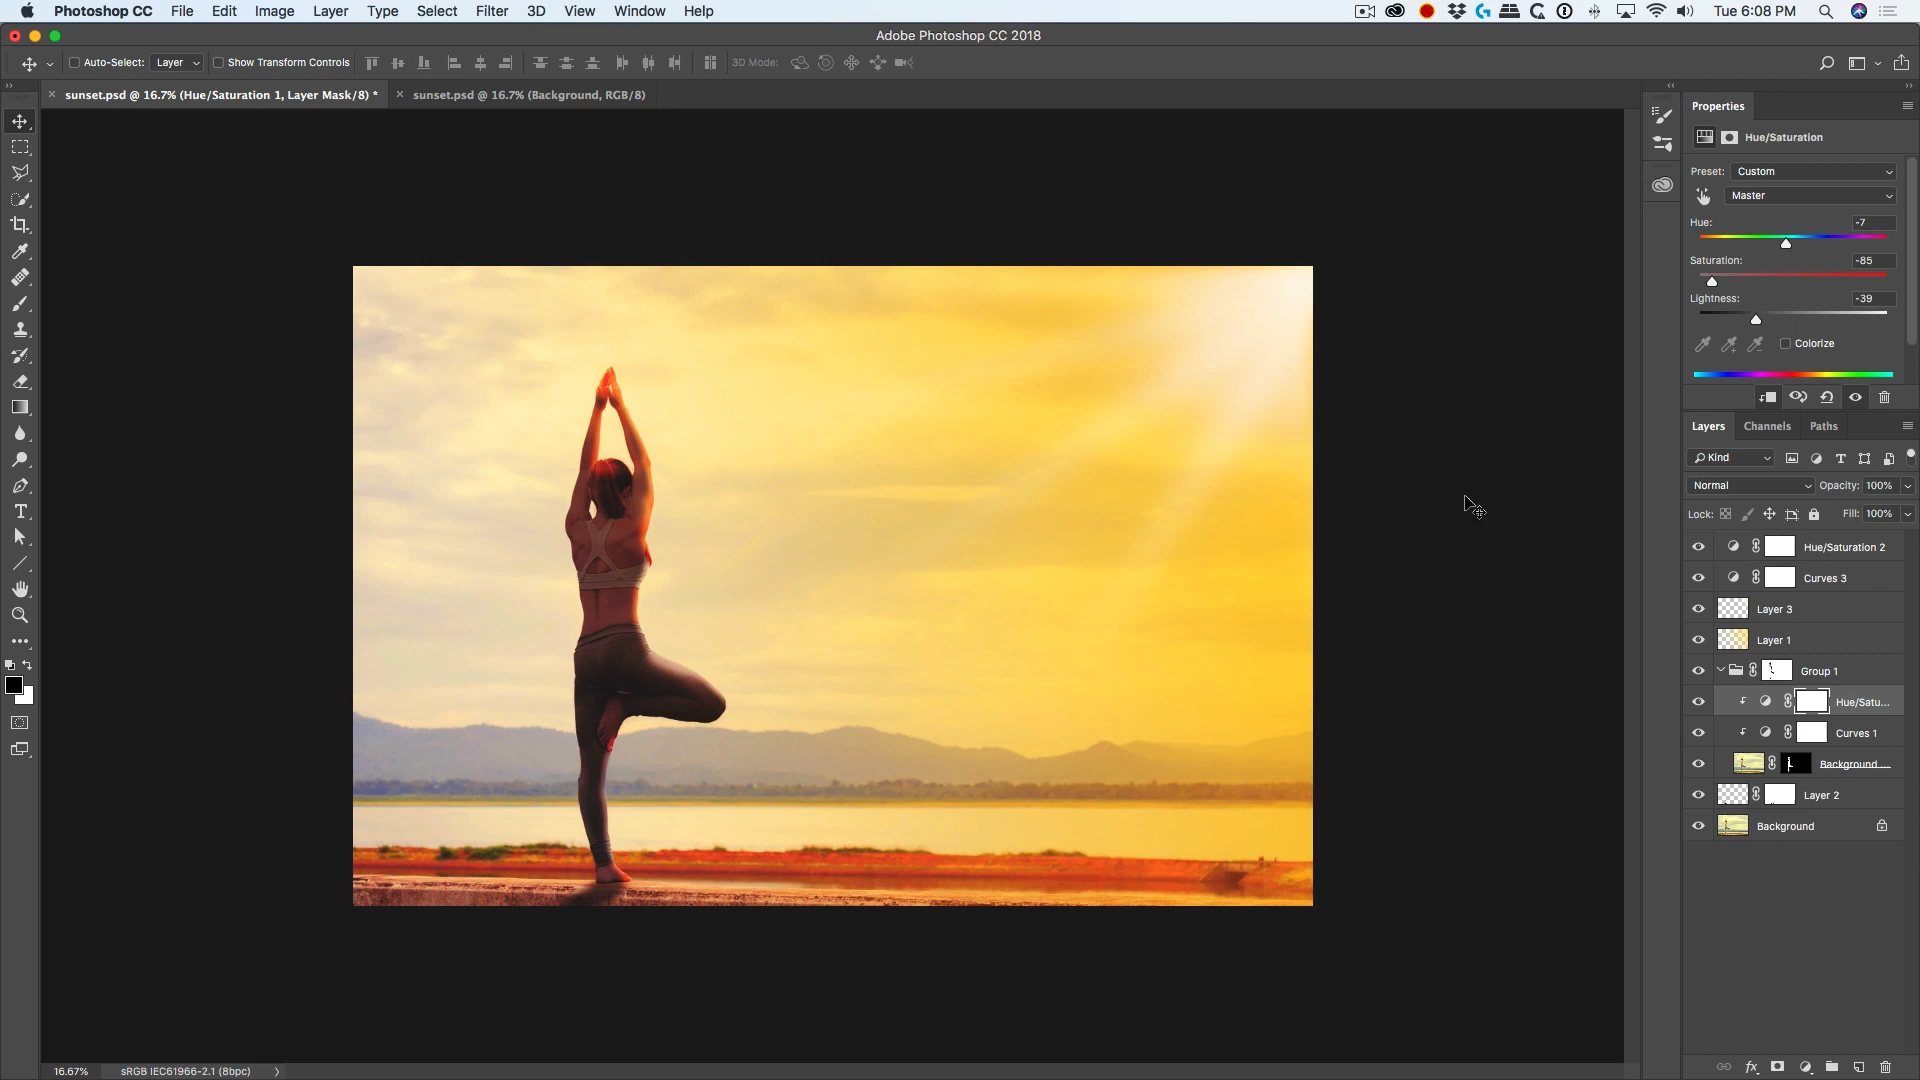 Photoshop CC File Edit Image Layer Type Select Filter 3D View Window Help Tue 6:08 PM
Adobe Photoshop CC 2018
Auto-Select: Layer Show Transform Controls 3D Mode:
sunset.psd @ 16.7% (Hue/Saturation 1, Layer Mask/8) * sunset.psd @ 16.7% (Background, RGB/8)
Properties
Hue/Saturation
Preset: Custom
Master
Hue: -7
Saturation: -85
Lightness: -39
Colorize
Layers Channels Paths
Kind
Normal Opacity: 100%
Lock: Fill: 100%
Hue/Saturation 2
Curves 3
Layer 3
Layer 1
Group 1
Hue/Satu...
Curves 1
Background ...
Layer 2
Background
16.67% sRGB IEC61966-2.1 (8bpc)